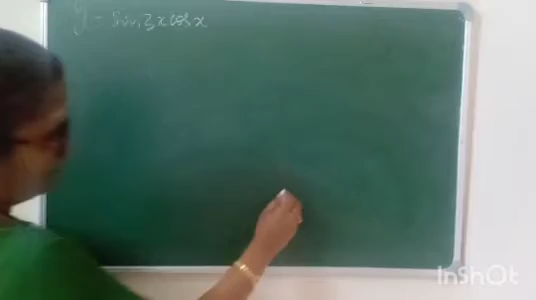 y = sin 3x cos x
InShOt